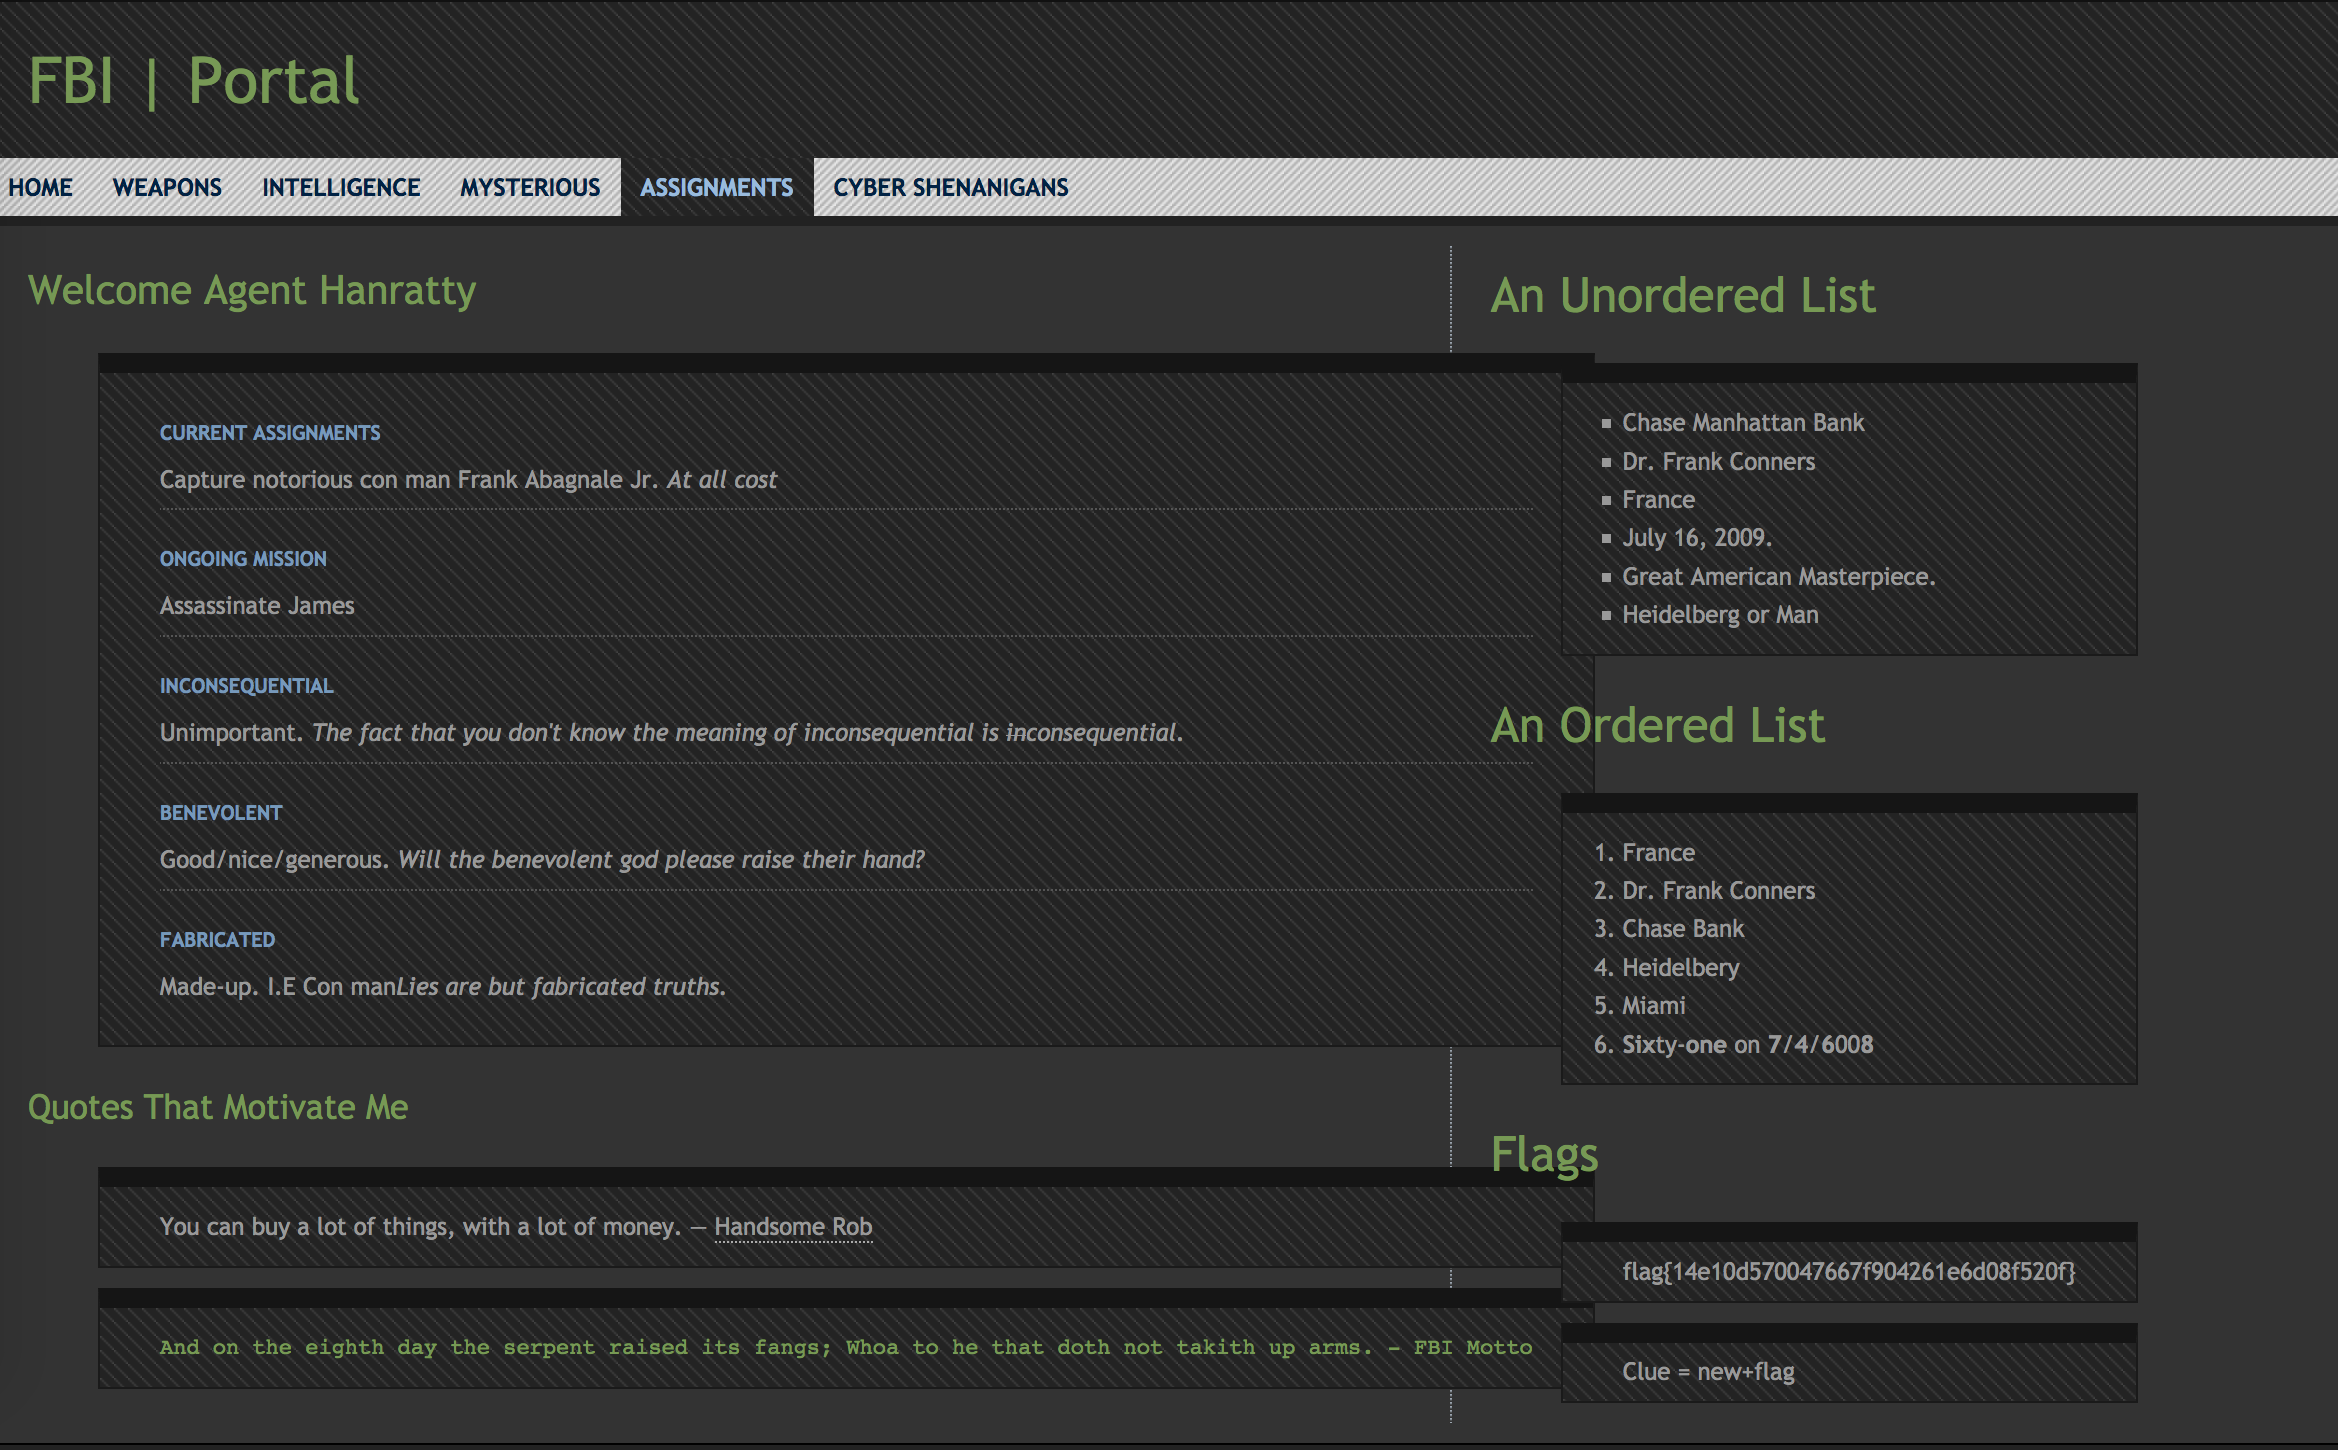 FBI | Portal
HOME WEAPONS INTELLIGENCE MYSTERIOUS ASSIGNMENTS CYBER SHENANIGANS
Welcome Agent Hanratty
CURRENT ASSIGNMENTS
Capture notorious con man Frank Abagnale Jr. At all cost
ONGOING MISSION
Assassinate James
INCONSEQUENTIAL
Unimportant. The fact that you don't know the meaning of inconsequential is inconsequential.
BENEVOLENT
Good/nice/generous. Will the benevolent god please raise their hand?
FABRICATED
Made-up. I.E Con manLies are but fabricated truths.
Quotes That Motivate Me
You can buy a lot of things, with a lot of money. — Handsome Rob
And on the eighth day the serpent raised its fangs; Whoa to he that doth not takith up arms. - FBI Motto
An Unordered List
Chase Manhattan Bank
Dr. Frank Conners
France
July 16, 2009.
Great American Masterpiece.
Heidelberg or Man
An Ordered List
1. France
2. Dr. Frank Conners
3. Chase Bank
4. Heidelbery
5. Miami
6. Sixty-one on 7/4/6008
Flags
flag{14e10d570047667f904261e6d08f520f}
Clue = new+flag